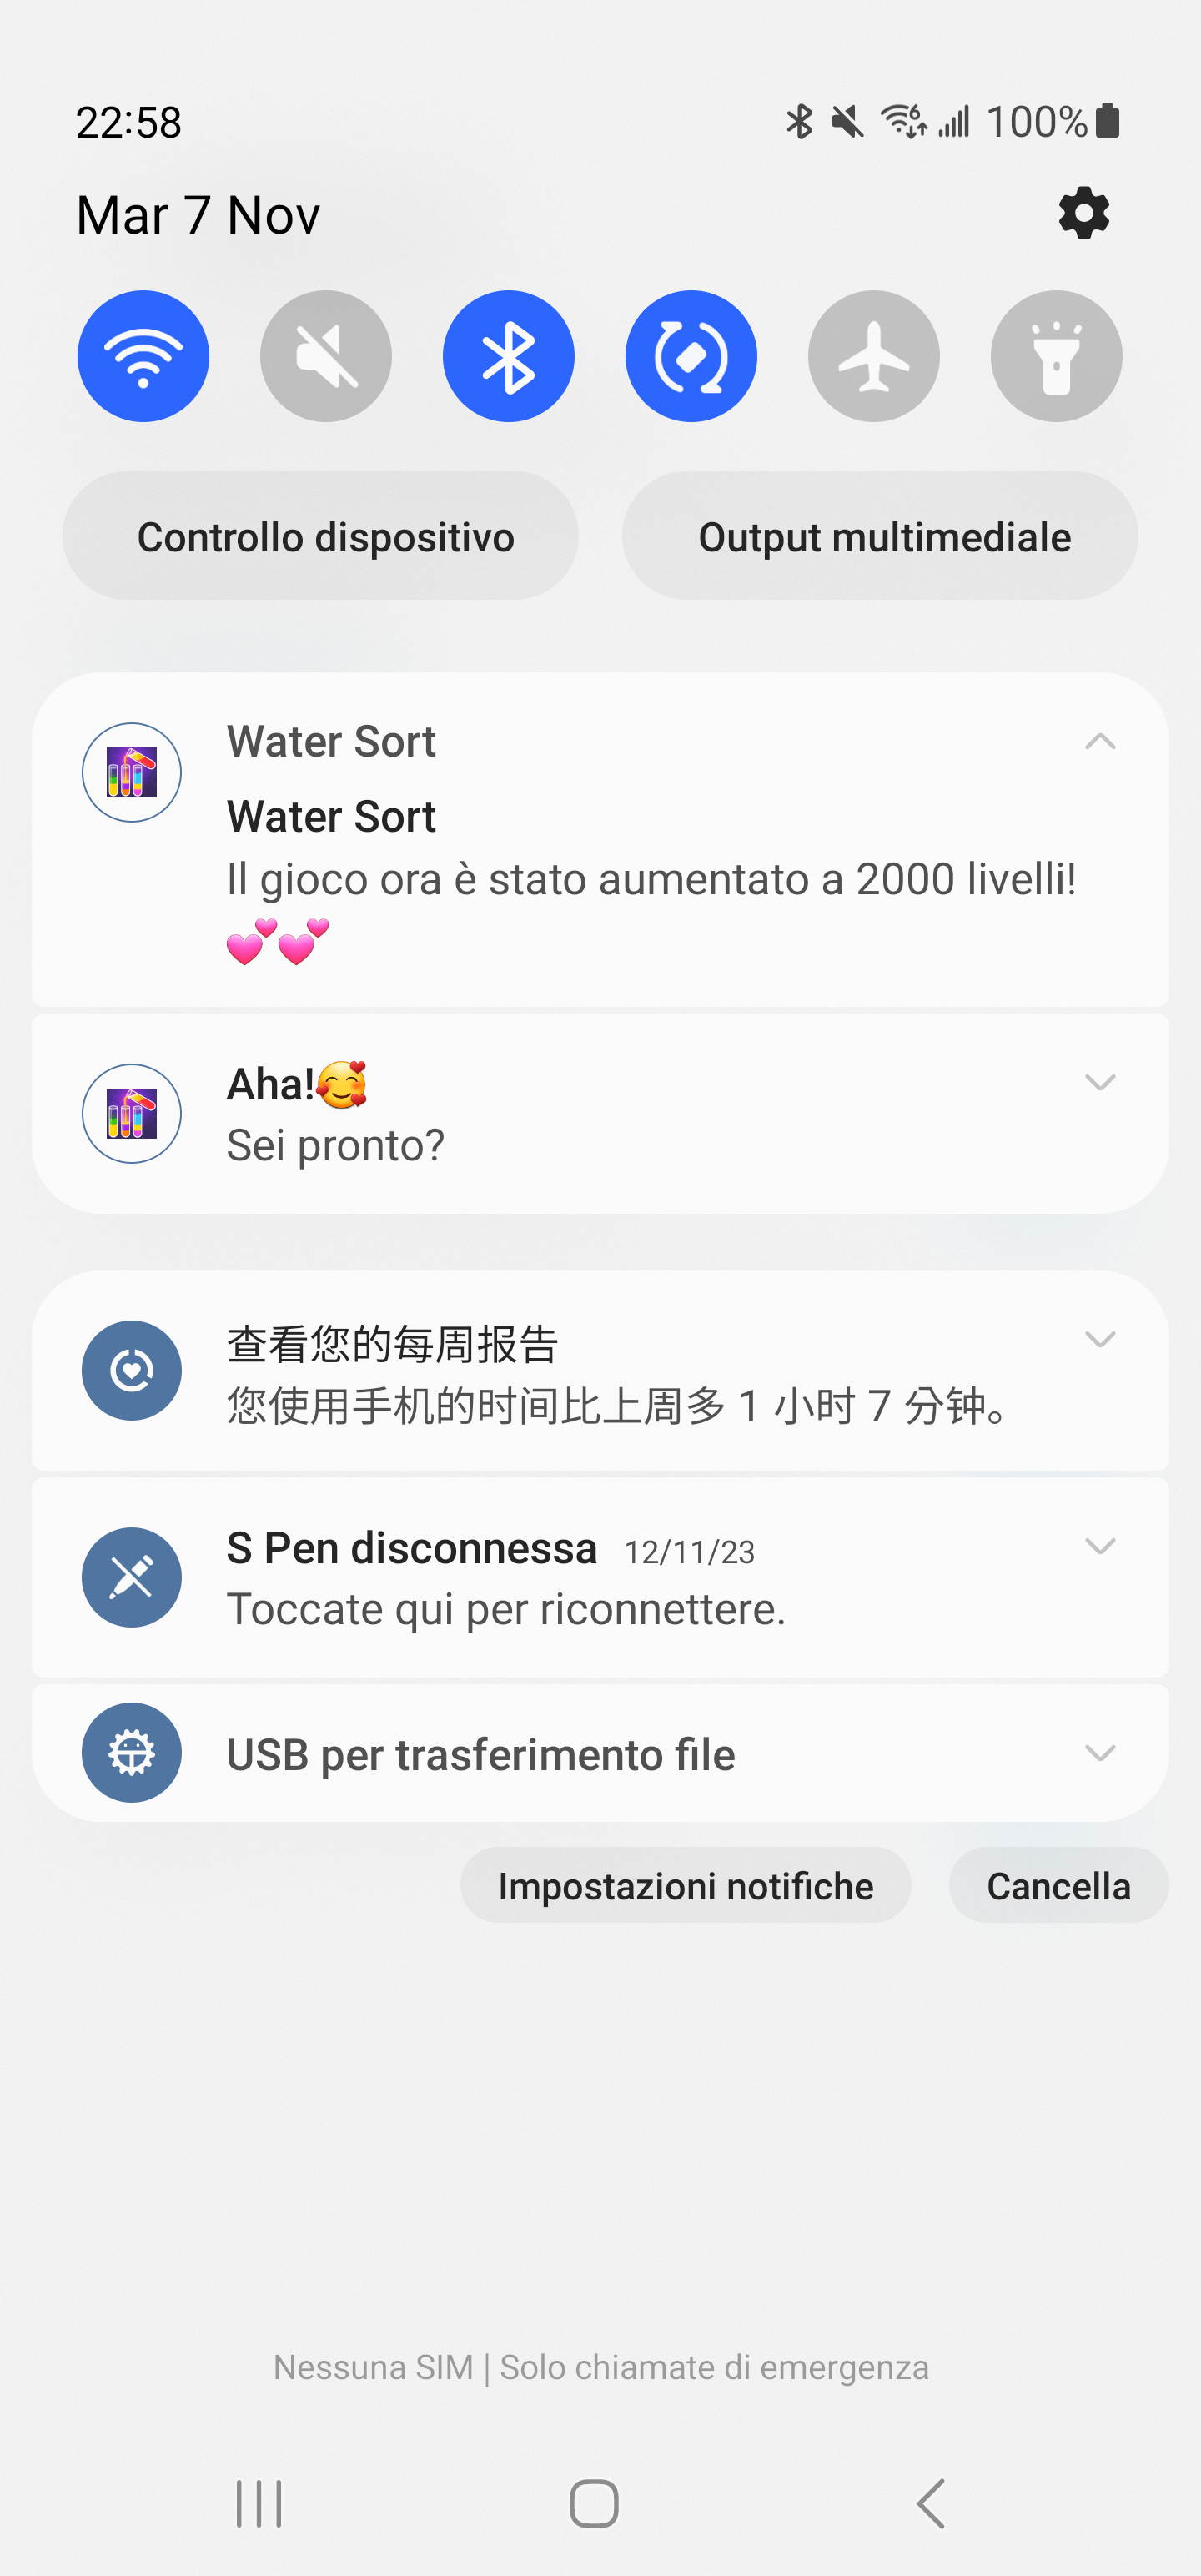 22:58
100%
Mar 7 Nov
Controllo dispositivo
Output multimediale
Water Sort
Water Sort
Il gioco ora è stato aumentato a 2000 livelli!
💕💕
Aha!🥰
Sei pronto?
查看您的每周报告
您使用手机的时间比上周多 1 小时 7 分钟。
S Pen disconnessa 12/11/23
Toccate qui per riconnettere.
USB per trasferimento file
Impostazioni notifiche
Cancella
Nessuna SIM | Solo chiamate di emergenza